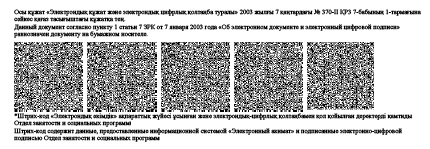 Осы құжат «Электрондық құжат және электрондық цифрлық қолтаңба туралы» 2003 жылғы 7 қаңтардағы № 370-II ҚРЗ 7-бабының 1-тармағына
сәйкес қағаз тасығыштағы құжатқа тең.
Данный документ согласно пункту 1 статьи 7 ЗРК от 7 января 2003 года «Об электронном документе и электронной цифровой подписи»
равнозначен документу на бумажном носителе.
*Штрих-код «Электрондық әкімдік» ақпараттық жүйесі ұсынған және электрондық-цифрлық қолтаңбамен қол қойылған деректерді қамтиды
Отдел занятости и социальных программ
Штрих-код содержит данные, предоставленные информационной системой «Электронный акимат» и подписанные электронно-цифровой
подписью Отдел занятости и социальных программ